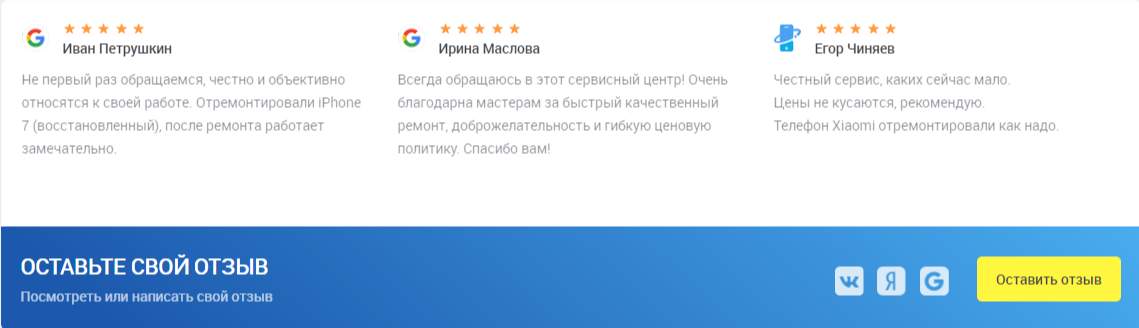 Иван Петрушкин
Не первый раз обращаемся, честно и объективно
относятся к своей работе. Отремонтировали iPhone
7 (восстановленный), после ремонта работает
замечательно.
Ирина Маслова
Всегда обращаюсь в этот сервисный центр! Очень
благодарна мастерам за быстрый качественный
ремонт, доброжелательность и гибкую ценовую
политику. Спасибо вам!
Егор Чиняев
Честный сервис, каких сейчас мало.
Цены не кусаются, рекомендую.
Телефон Xiaomi отремонтировали как надо.
ОСТАВЬТЕ СВОЙ ОТЗЫВ
Посмотреть или написать свой отзыв
Оставить отзыв